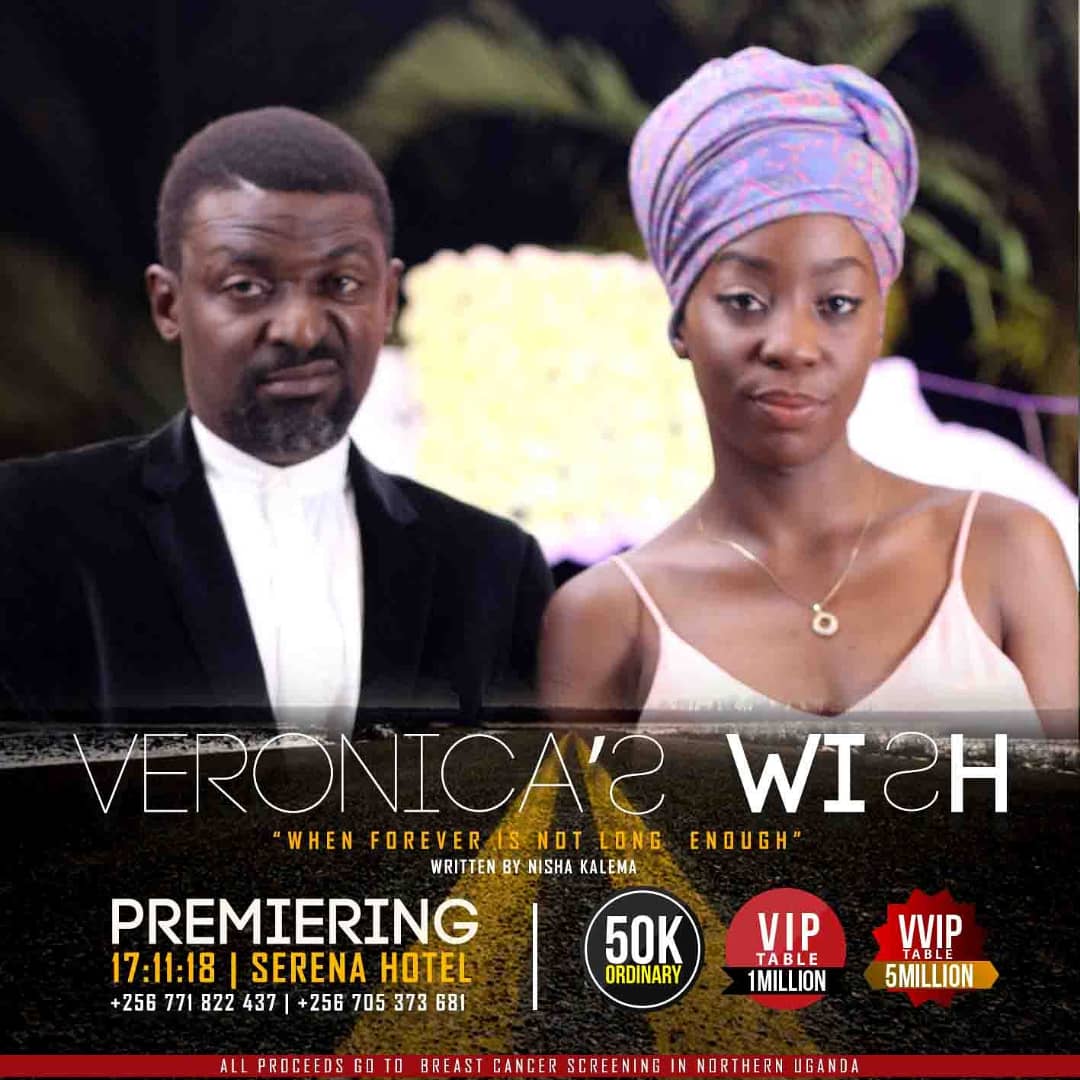 VERONICA'S WISH
"WHEN FOREVER IS NOT LONG ENOUGH"
WRITTEN BY NISHA KALEMA
PREMIERING
17:11:18 | SERENA HOTEL
+256 771 822 437 | +256 705 373 681
50K
ORDINARY
VIP
TABLE
1MILLION
VVIP
TABLE
5MILLION
ALL PROCEEDS GO TO BREAST CANCER SCREENING IN NORTHERN UGANDA